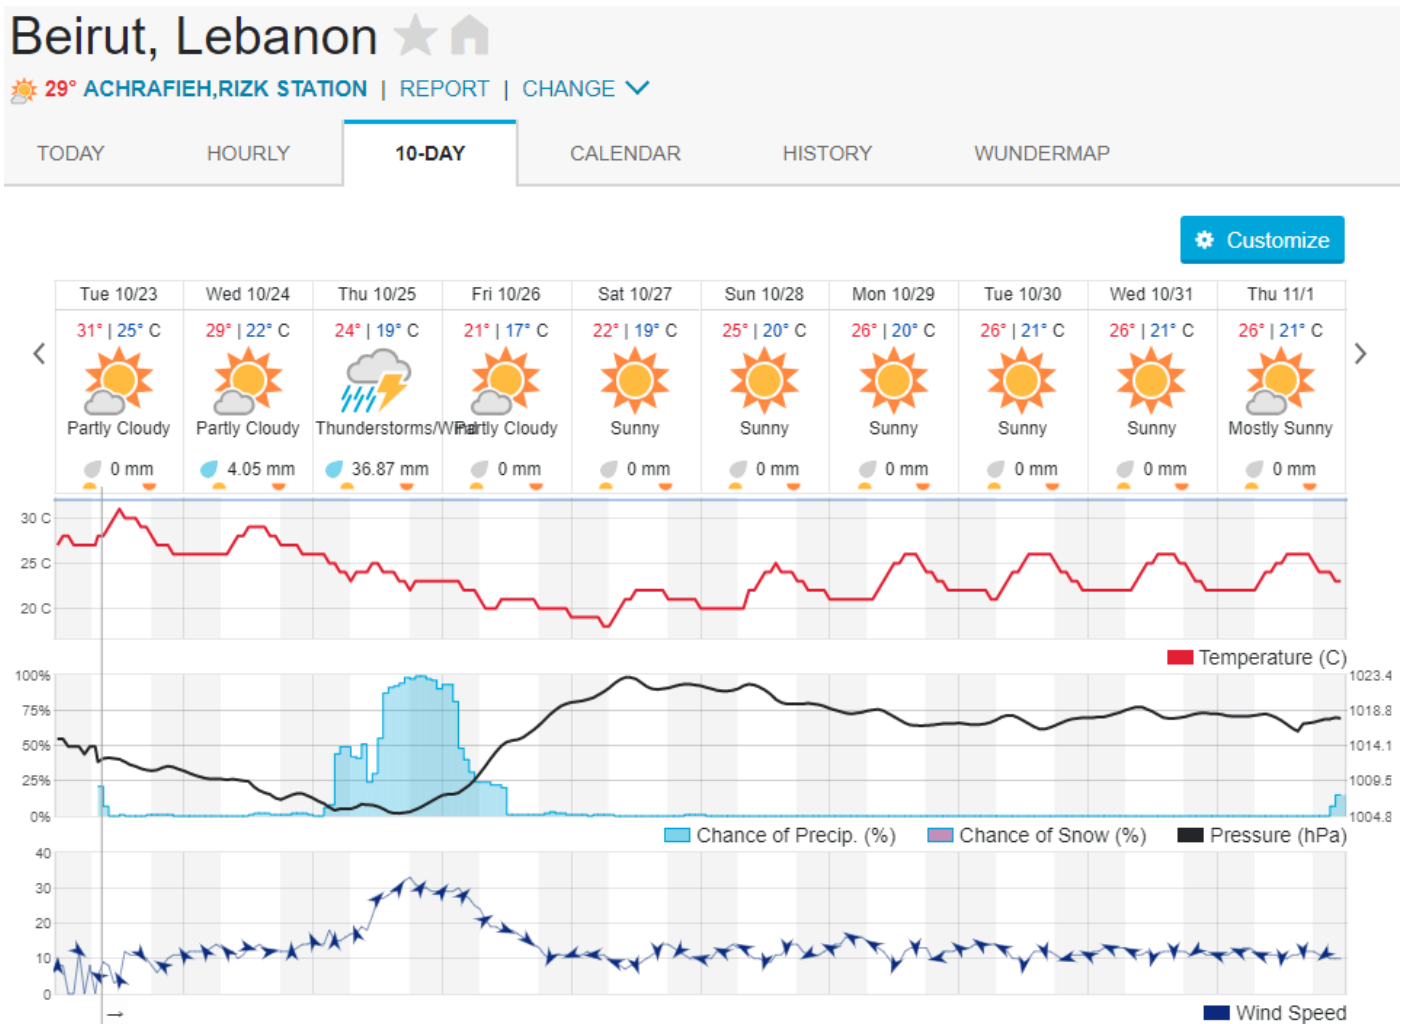 Beirut, Lebanon
29° ACHRAFIEH,RIZK STATION | REPORT | CHANGE
TODAY HOURLY 10-DAY CALENDAR HISTORY WUNDERMAP
Customize
Tue 10/23 Wed 10/24 Thu 10/25 Fri 10/26 Sat 10/27 Sun 10/28 Mon 10/29 Tue 10/30 Wed 10/31 Thu 11/1
31° | 25° C 29° | 22° C 24° | 19° C 21° | 17° C 22° | 19° C 25° | 20° C 26° | 20° C 26° | 21° C 26° | 21° C 26° | 21° C
Partly Cloudy Partly Cloudy Thunderstorms/Wind Partly Cloudy Sunny Sunny Sunny Sunny Sunny Mostly Sunny
0 mm 4.05 mm 36.87 mm 0 mm 0 mm 0 mm 0 mm 0 mm 0 mm 0 mm
30 C
25 C
20 C
Temperature (C)
100% 1023.4
75% 1018.8
50% 1014.1
25% 1009.5
0% 1004.8
Chance of Precip. (%) Chance of Snow (%) Pressure (hPa)
40
30
20
10
0
Wind Speed